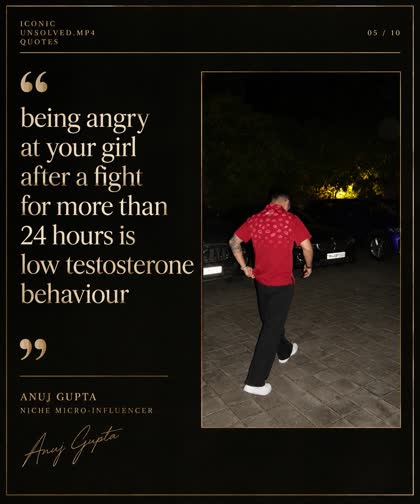 ICONIC
UNSOLVED.MP4
QUOTES
05 / 10
“
being angry
at your girl
after a fight
for more than
24 hours is
low testosterone
behaviour
”
ANUJ GUPTA
NICHE MICRO-INFLUENCER
Anuj Gupta